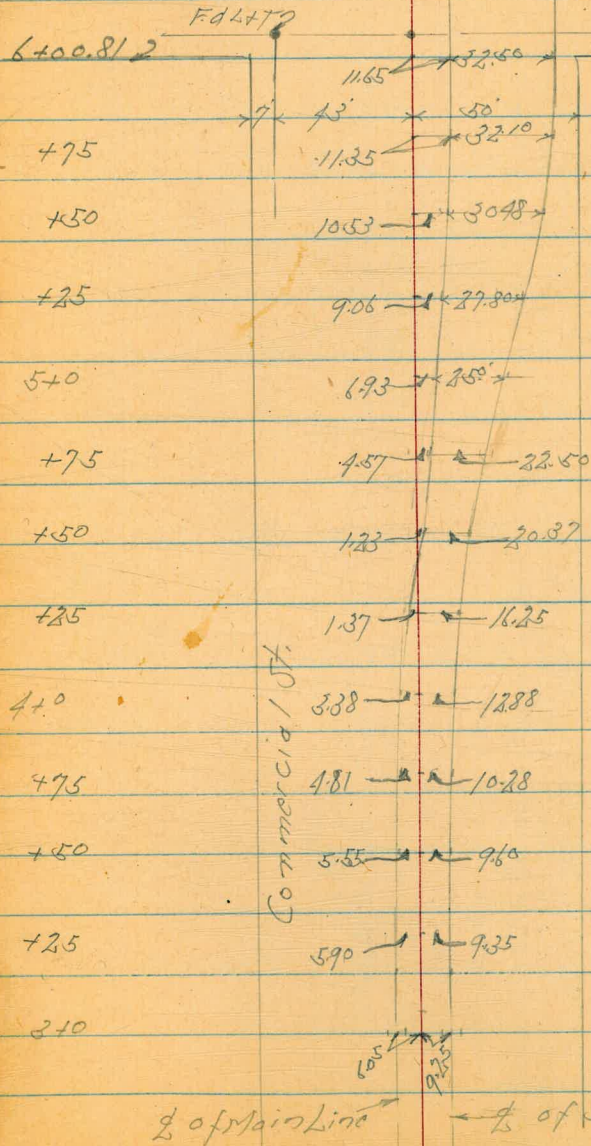 F.d L+T
6+00.81
11.65 32.50
7' 43' 50'
+75 11.35 32.10
+50 10.53 30.48
+25 9.06 27.80
5+0 6.93 25.0'
+75 4.57 22.50
+50 1.23 20.37
+25 1.37 16.25
4+0 3.38 12.88
+75 4.81 10.28
+50 5.55 9.60
+25 5.90 9.35
3+0
6.05 9.25
Commercial St.
℄ of Main Line ℄ of